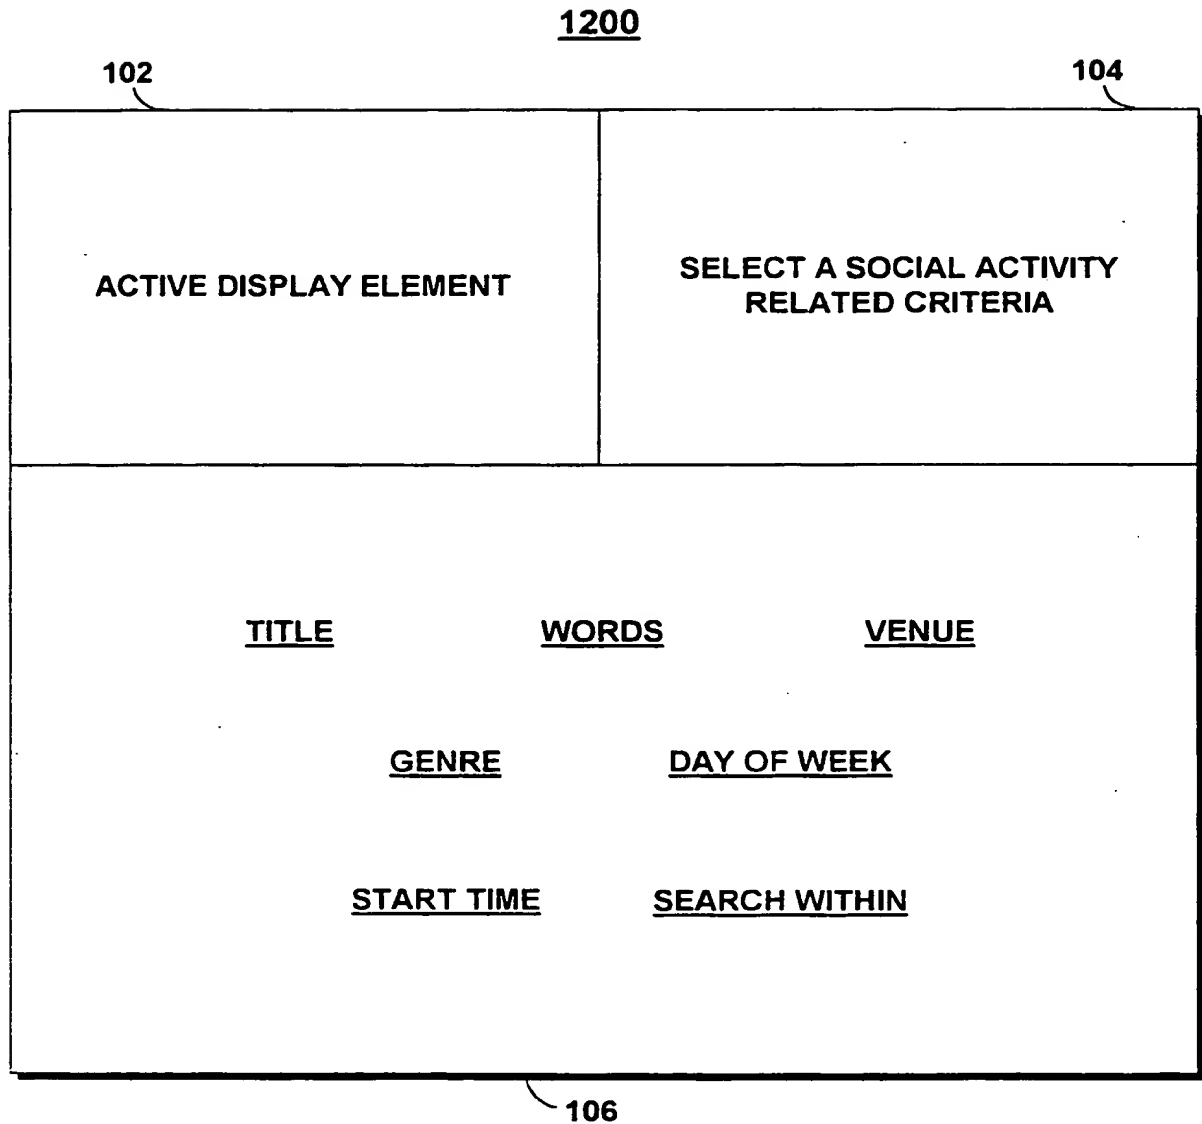 1200
102
104
ACTIVE DISPLAY ELEMENT
SELECT A SOCIAL ACTIVITY
RELATED CRITERIA
TITLE WORDS VENUE
GENRE DAY OF WEEK
START TIME SEARCH WITHIN
106